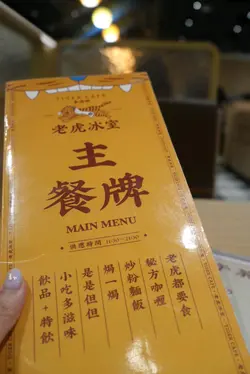 TIGER CAFE
老虎冰室
主
餐牌
MAIN MENU
老虎都要食
秘方咖喱
炒粉麵飯
焗一焗
是是但但
小吃多滋味
飲品+特飲